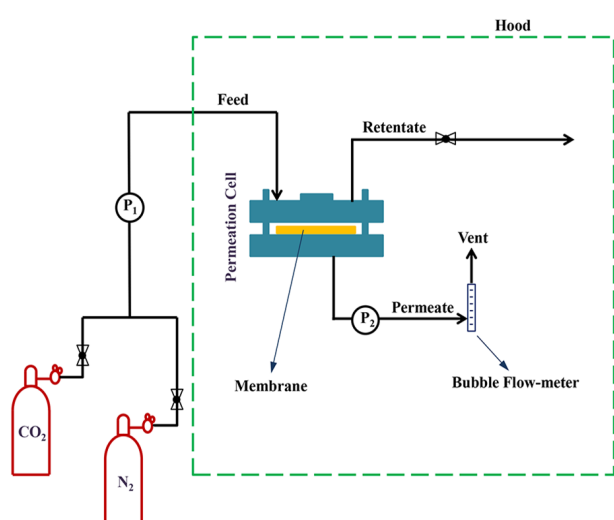 Hood
Feed
Retentate
P1
Permeation Cell
Vent
Permeate
P2
Membrane
Bubble Flow-meter
CO2
N2